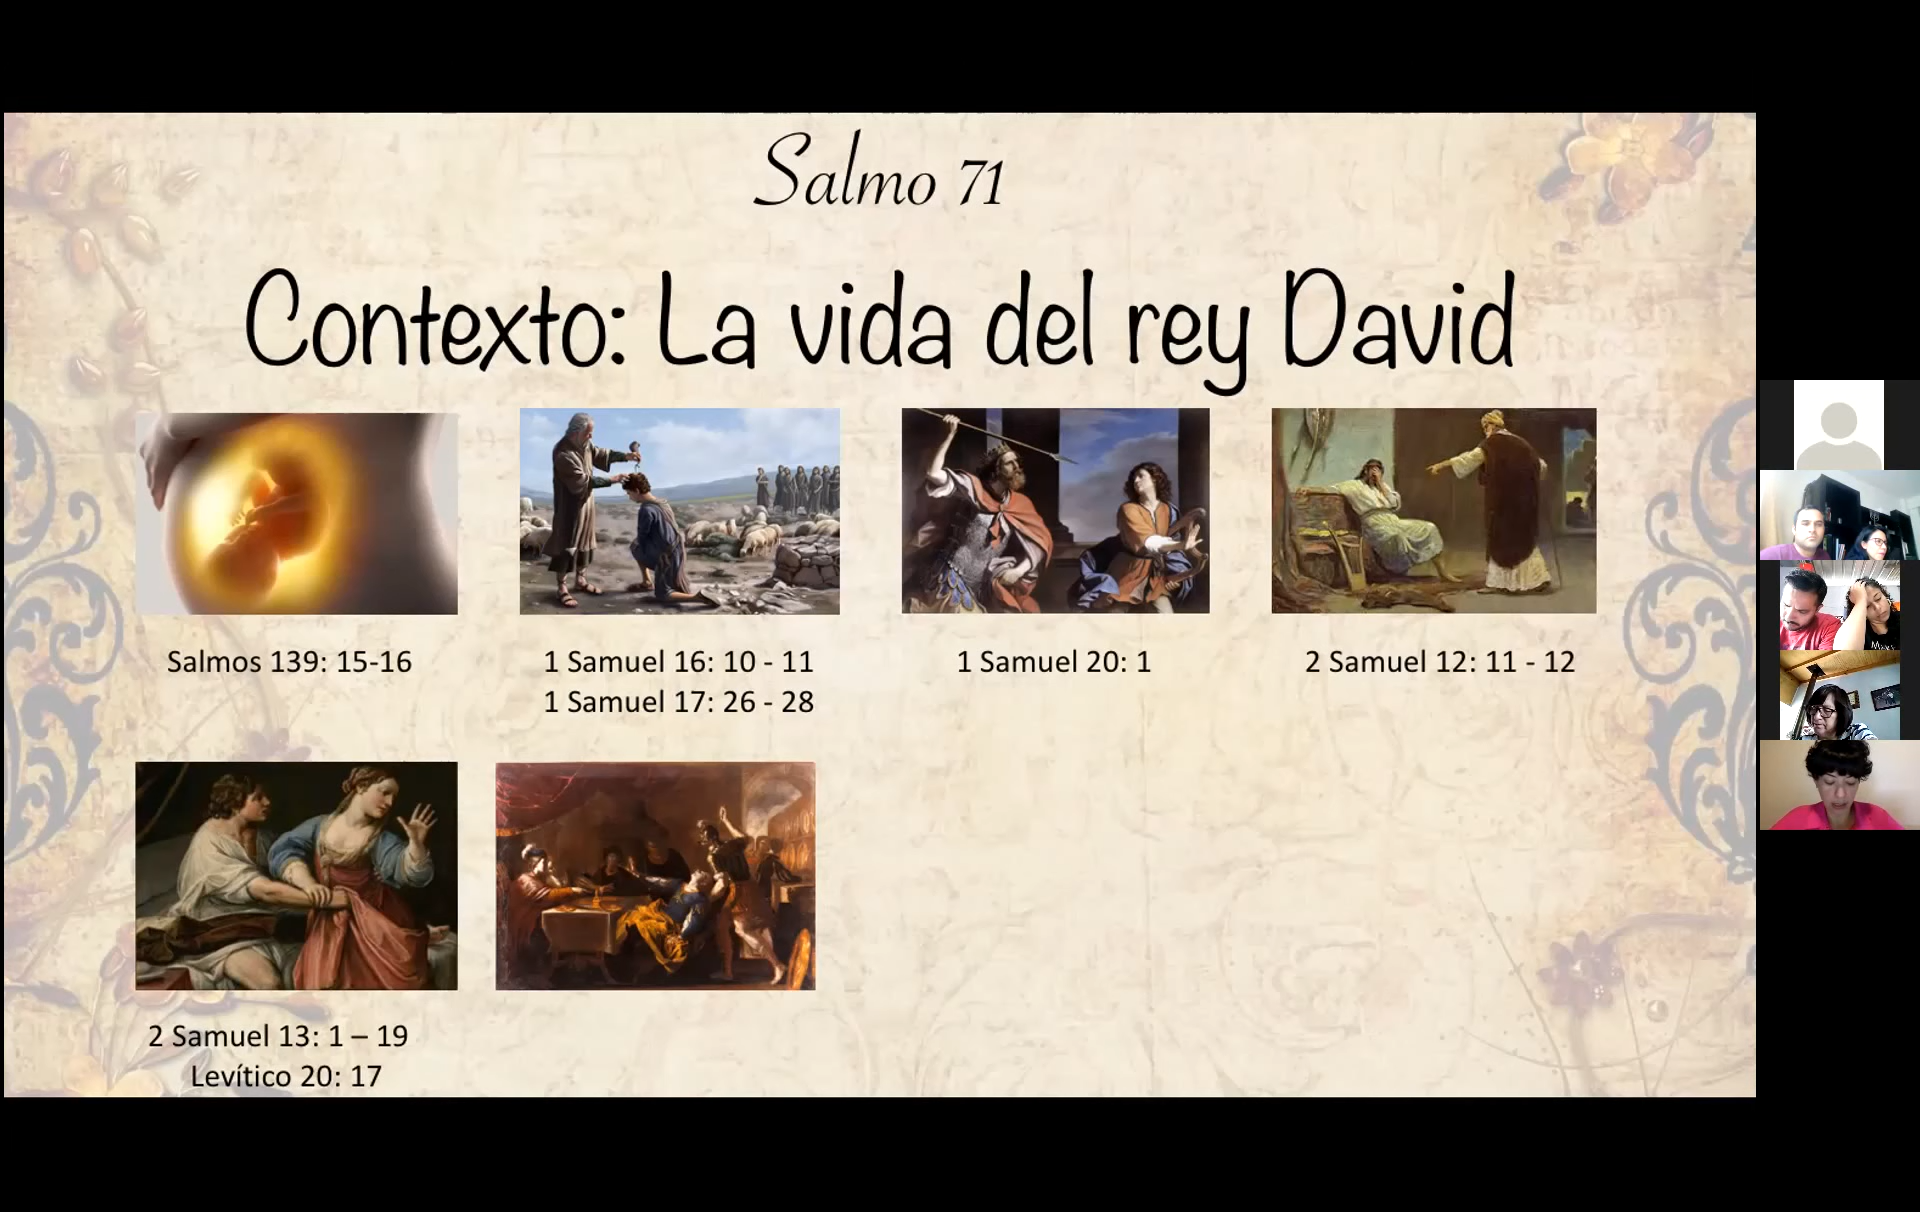 Salmo 71
Contexto: La vida del rey David
Salmos 139: 15-16
1 Samuel 16: 10 - 11
1 Samuel 17: 26 - 28
1 Samuel 20: 1
2 Samuel 12: 11 - 12
2 Samuel 13: 1 – 19
Levítico 20: 17